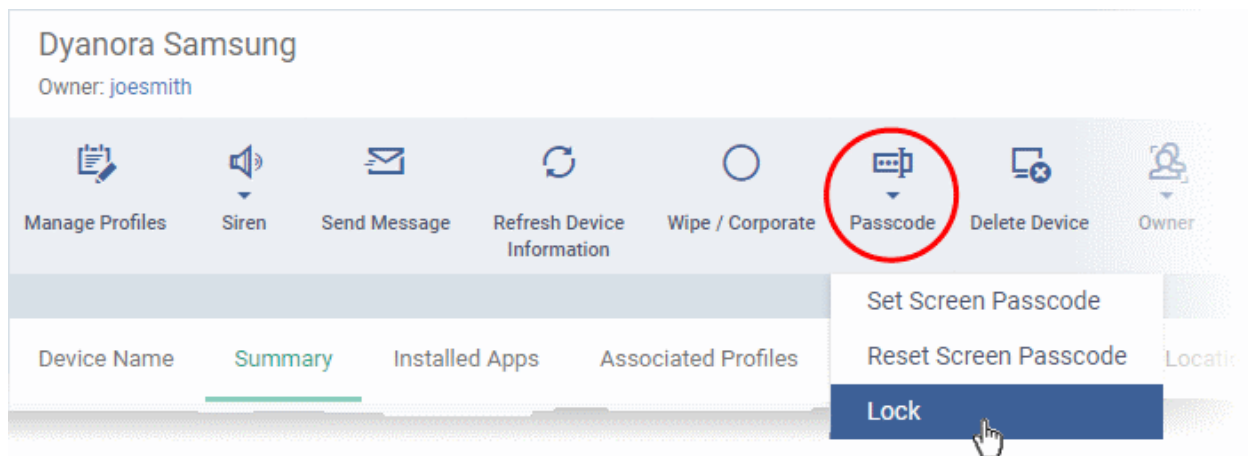 Dyanora Samsung
Owner: joesmith
Manage Profiles
Siren
Send Message
Refresh Device
Information
Wipe / Corporate
Passcode
Delete Device
Owner
Set Screen Passcode
Reset Screen Passcode
Lock
Device Name
Summary
Installed Apps
Associated Profiles